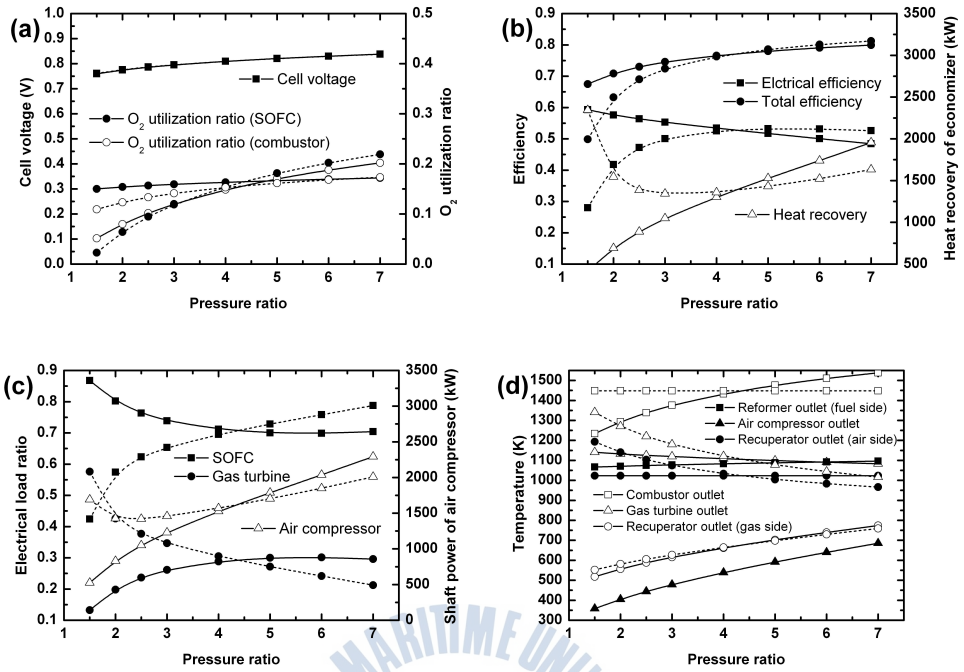 (a)
Cell voltage (V)
1.0
0.9
0.8
0.7
0.6
0.5
0.4
0.3
0.2
0.1
0.0
Cell voltage
O2 utilization ratio (SOFC)
O2 utilization ratio (combustor)
0.5
0.4
0.3
0.2
0.1
0.0
O2 utilization ratio
1 2 3 4 5 6 7
Pressure ratio
(b)
Efficiency
0.9
0.8
0.7
0.6
0.5
0.4
0.3
0.2
0.1
Elctrical efficiency
Total efficiency
Heat recovery
3500
3000
2500
2000
1500
1000
500
Heat recovery of economizer (kW)
1 2 3 4 5 6 7
Pressure ratio
(c)
Electrical load ratio
0.9
0.8
0.7
0.6
0.5
0.4
0.3
0.2
0.1
SOFC
Gas turbine
Air compressor
3500
3000
2500
2000
1500
1000
500
0
Shaft power of air compressor (kW)
1 2 3 4 5 6 7
Pressure ratio
(d)
Temperature (K)
1500
1400
1300
1200
1100
1000
900
800
700
600
500
400
300
Reformer outlet (fuel side)
Air compressor outlet
Recuperator outlet (air side)
Combustor outlet
Gas turbine outlet
Recuperator outlet (gas side)
1 2 3 4 5 6 7
Pressure ratio
MARITIME UNI